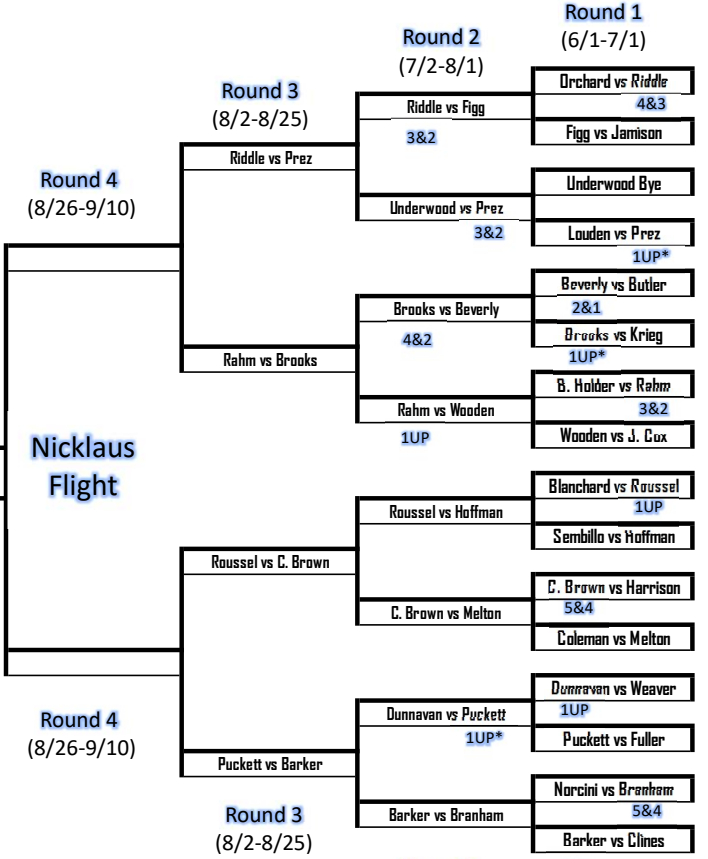 Round 1
(6/1-7/1)
Round 2
(7/2-8/1)
Round 3
(8/2-8/25)
Round 4
(8/26-9/10)
Orchard vs Riddle
4&3
Riddle vs Figg
3&2
Figg vs Jamison
Riddle vs Prez
Underwood Bye
Underwood vs Prez
3&2
Louden vs Prez
1UP*
Beverly vs Butler
2&1
Brooks vs Beverly
4&2
Brooks vs Krieg
1UP*
Rahm vs Brooks
B. Holder vs Rahm
3&2
Rahm vs Wooden
1UP
Wooden vs J. Cox
Nicklaus
Flight
Blanchard vs Roussel
1UP
Roussel vs Hoffman
Sembillo vs Hoffman
Roussel vs C. Brown
C. Brown vs Harrison
5&4
C. Brown vs Melton
Coleman vs Melton
Dunnavan vs Weaver
1UP
Dunnavan vs Puckett
1UP*
Puckett vs Fuller
Round 4
(8/26-9/10)
Puckett vs Barker
Norcini vs Branham
5&4
Barker vs Branham
Barker vs Clines
Round 3
(8/2-8/25)